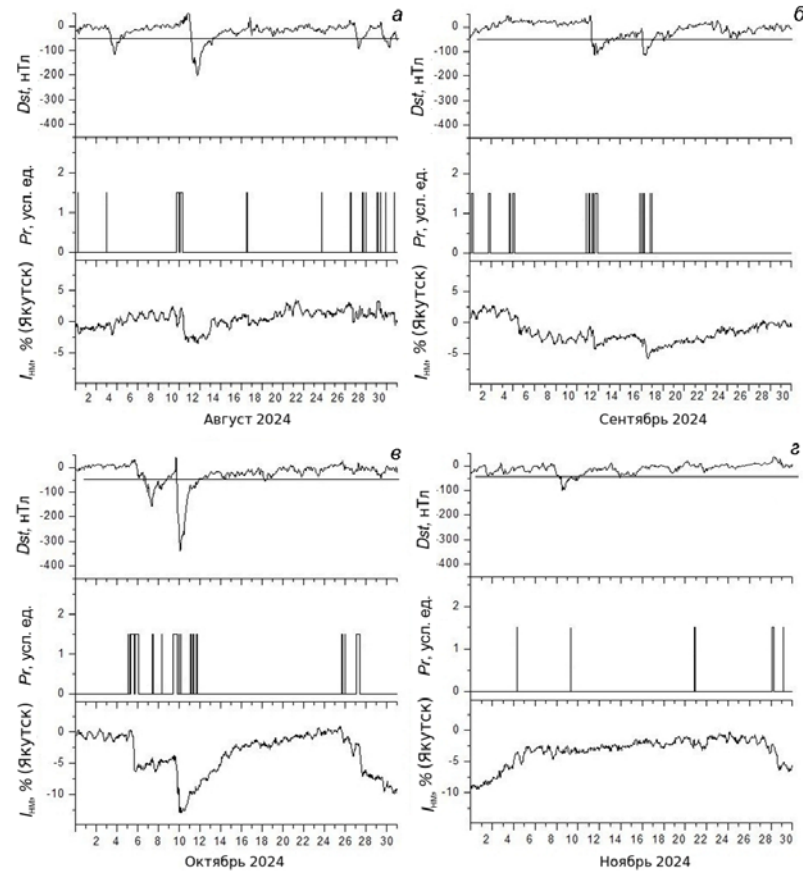 а
0
-100
-200
-300
-400
Dst, нТл
2
1
0
Pr, усл. ед.
5
0
-5
Iнм, % (Якутск)
2 4 6 8 10 12 14 16 18 20 22 24 26 28 30
Август 2024
б
0
-100
-200
-300
-400
Dst, нТл
2
1
0
Pr, усл. ед.
5
0
-5
Iнм, % (Якутск)
2 4 6 8 10 12 14 16 18 20 22 24 26 28 30
Сентябрь 2024
в
0
-100
-200
-300
-400
Dst, нТл
2
1
0
Pr, усл. ед.
0
-5
-10
Iнм, % (Якутск)
2 4 6 8 10 12 14 16 18 20 22 24 26 28 30
Октябрь 2024
г
0
-100
-200
-300
-400
Dst, нТл
2
1
0
Pr, усл. ед.
0
-5
-10
Iнм, % (Якутск)
2 4 6 8 10 12 14 16 18 20 22 24 26 28 30
Ноябрь 2024